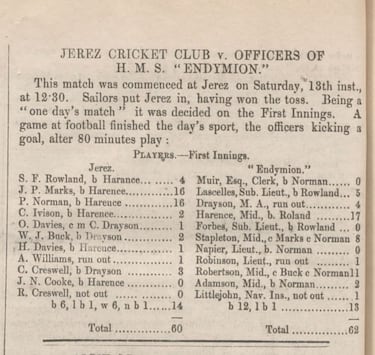 JEREZ CRICKET CLUB v. OFFICERS OF
H. M. S. "ENDYMION."
This match was commenced at Jerez on Saturday, 13th inst.,
at 12·30. Sailors put Jerez in, having won the toss. Being a
"one day's match" it was decided on the First Innings. A
game at football finished the day's sport, the officers kicking a
goal, alter 80 minutes play :
PLAYERS.—First Innings.
Jerez.
S. F. Rowland, b Harance...... 4
J. P. Marks, b Harence.........16
P. Norman, b Harence .........16
C. Ivison, b Harence ............ 2
O. Davies, c m C. Drayson..... 1
W. J. Buck, b Drayson ......... 2
H. Davies, b Harence............ 1
A. Williams, run out ............ 1
C. Creswell, b Drayson ......... 3
J. N. Cooke, b Harence ......... 0
R. Creswell, not out ............ 0
b 6, l b 1, w 6, n b 1......14
Total ............60
"Endymion."
Muir, Esq., Clerk, b Norman...... 0
Lascelles, Sub. Lieut., b Rowland... 5
Drayson, M. A., run out ......... 4
Harence, Mid., b. Roland .........17
Forbes, Sub. Lieut., b Rowland ... 0
Stapleton, Mid., c Marks c Norman 8
Napier, Lieut., b. Norman ......... 0
Robinson, Lieut., run out ......... 1
Robertson, Mid., c Buck c Norman11
Adamson, Mid., b Norman......... 2
Littlejohn, Nav. Ins., not out ...... 1
b 12, l b 1 ..................13
Total ...............62